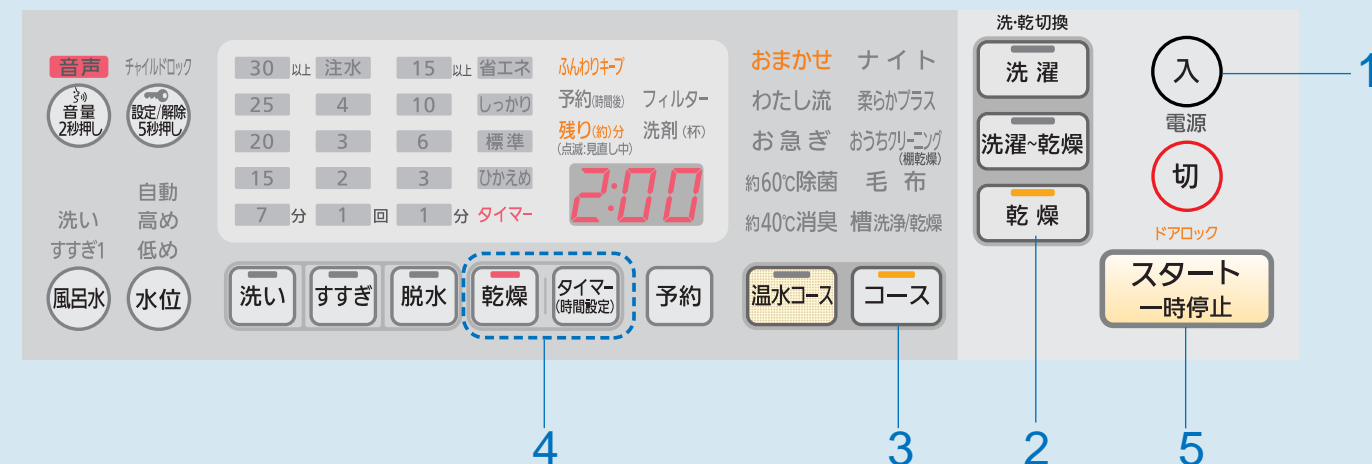 音声
チャイルドロック
音量
2秒押し
設定/解除
5秒押し
自動
洗い 高め
すすぎ1 低め
風呂水
水位
30 以上 注水 15 以上 省エネ
25 4 10 しっかり
20 3 6 標準
15 2 3 ひかえめ
7 分 1 回 1 分 タイマー
ふんわりキープ
予約(時間後) フィルター
残り(約)分 洗剤(杯)
(点滅:見直し中)
2:00
洗い
すすぎ
脱水
乾燥
タイマー
(時間設定)
予約
おまかせ ナイト
わたし流 柔らかプラス
お急ぎ おうちクリーニング
(棚乾燥)
約60℃除菌 毛布
約40℃消臭 槽洗浄/乾燥
温水コース
コース
洗・乾切換
洗濯
洗濯~乾燥
乾燥
入
電源
切
ドアロック
スタート
一時停止
1
4
3
2
5